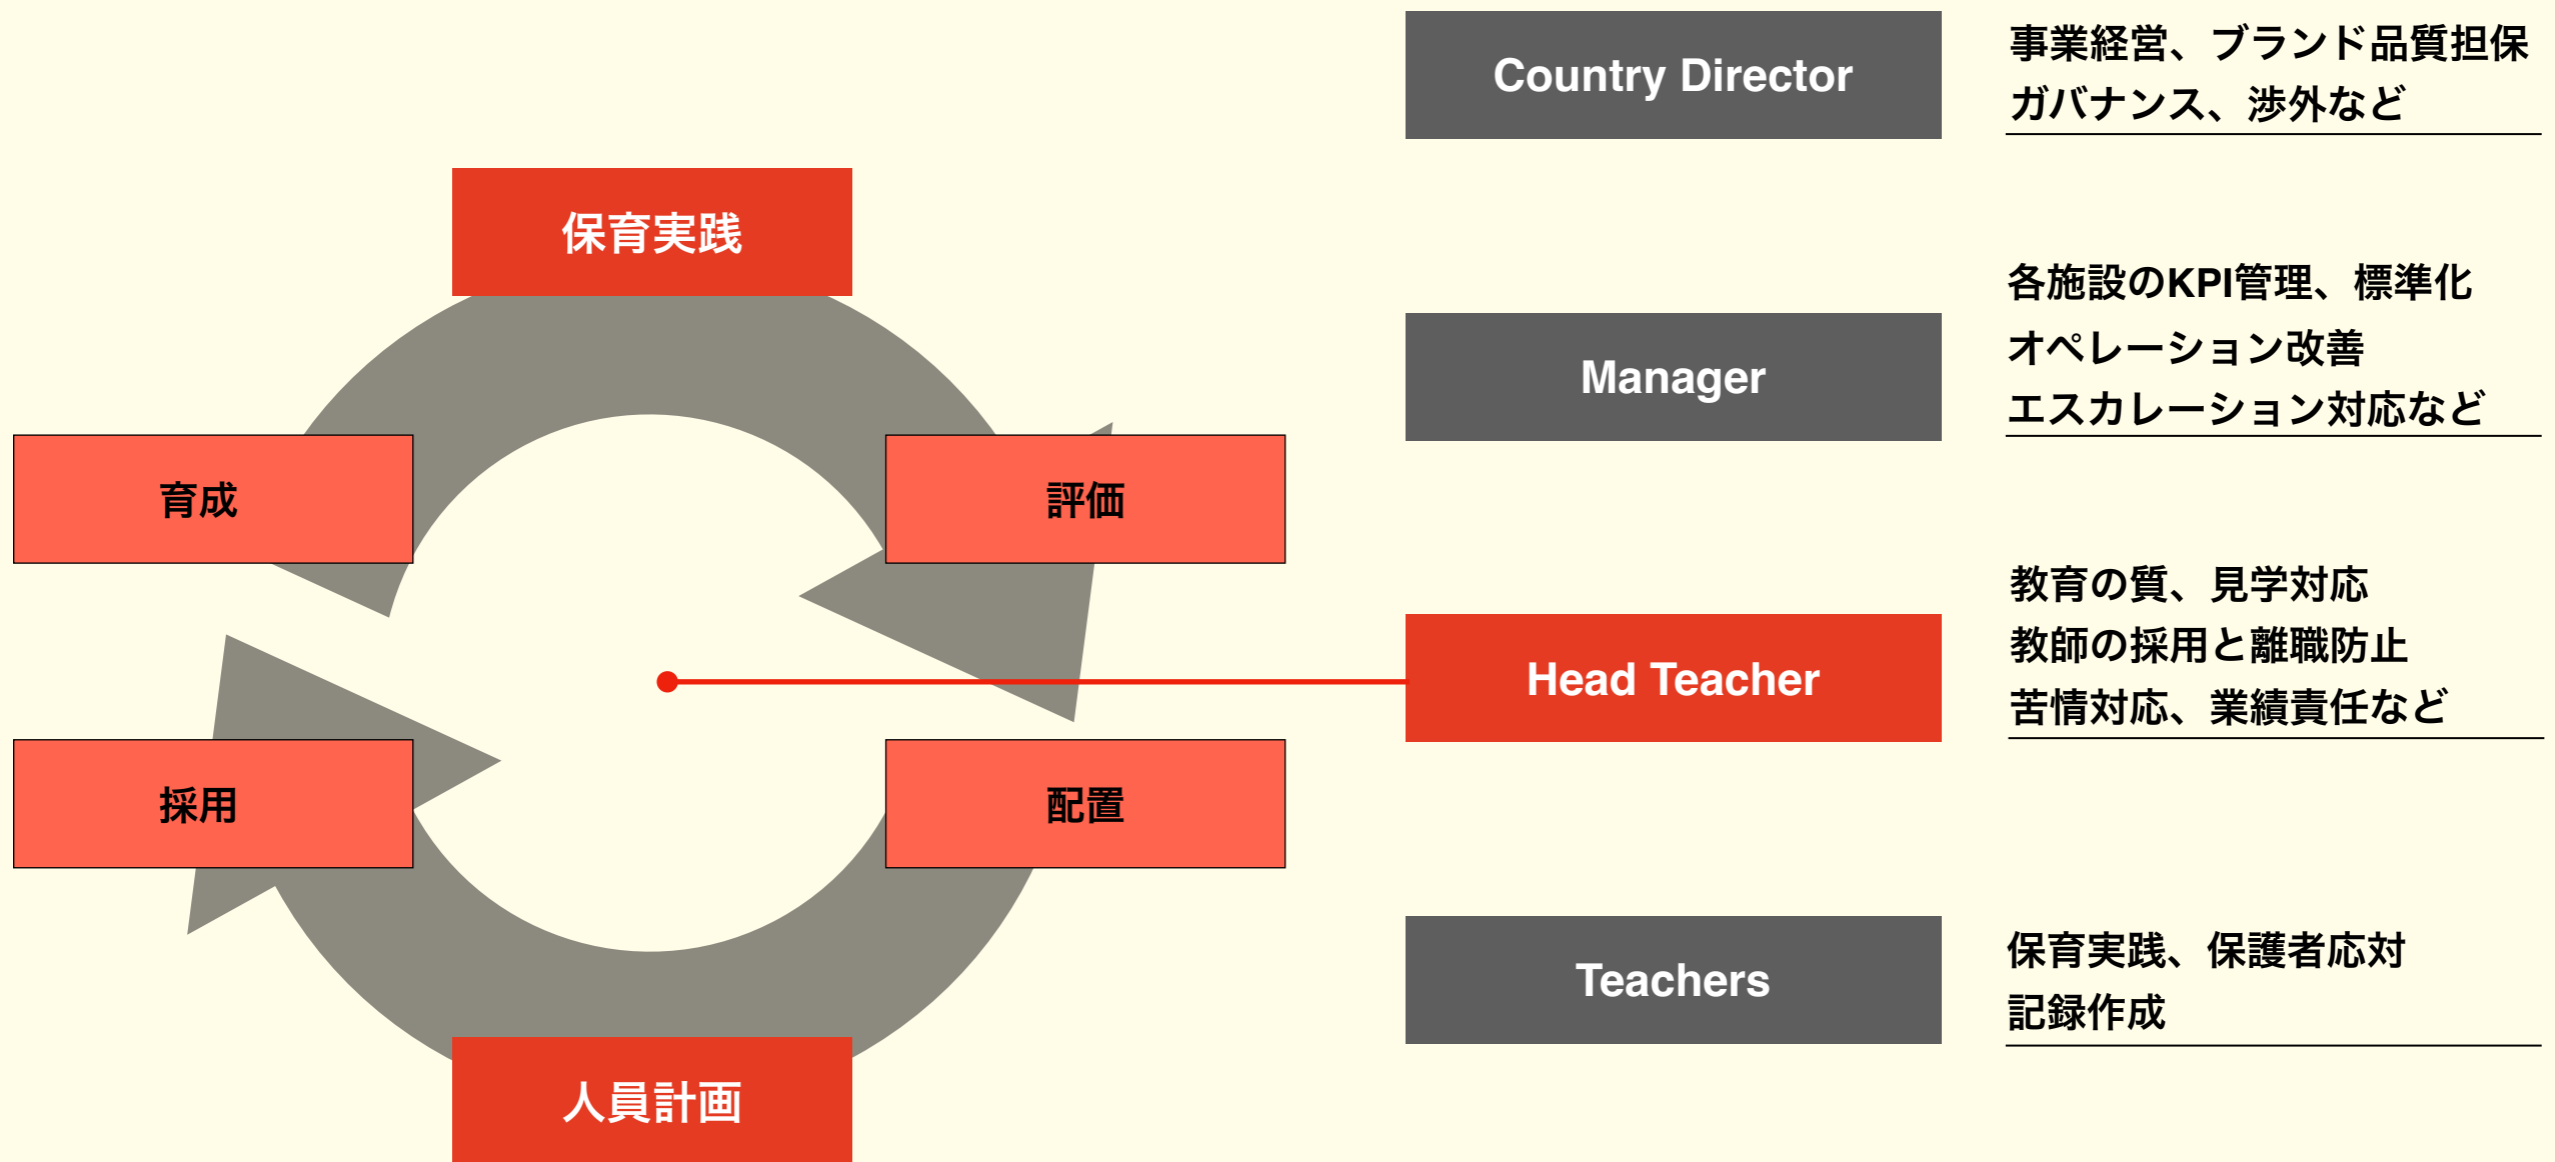 保育実践
育成
評価
採用
配置
人員計画
Country Director
事業経営、ブランド品質担保
ガバナンス、渉外など
Manager
各施設のKPI管理、標準化
オペレーション改善
エスカレーション対応など
Head Teacher
教育の質、見学対応
教師の採用と離職防止
苦情対応、業績責任など
Teachers
保育実践、保護者応対
記録作成